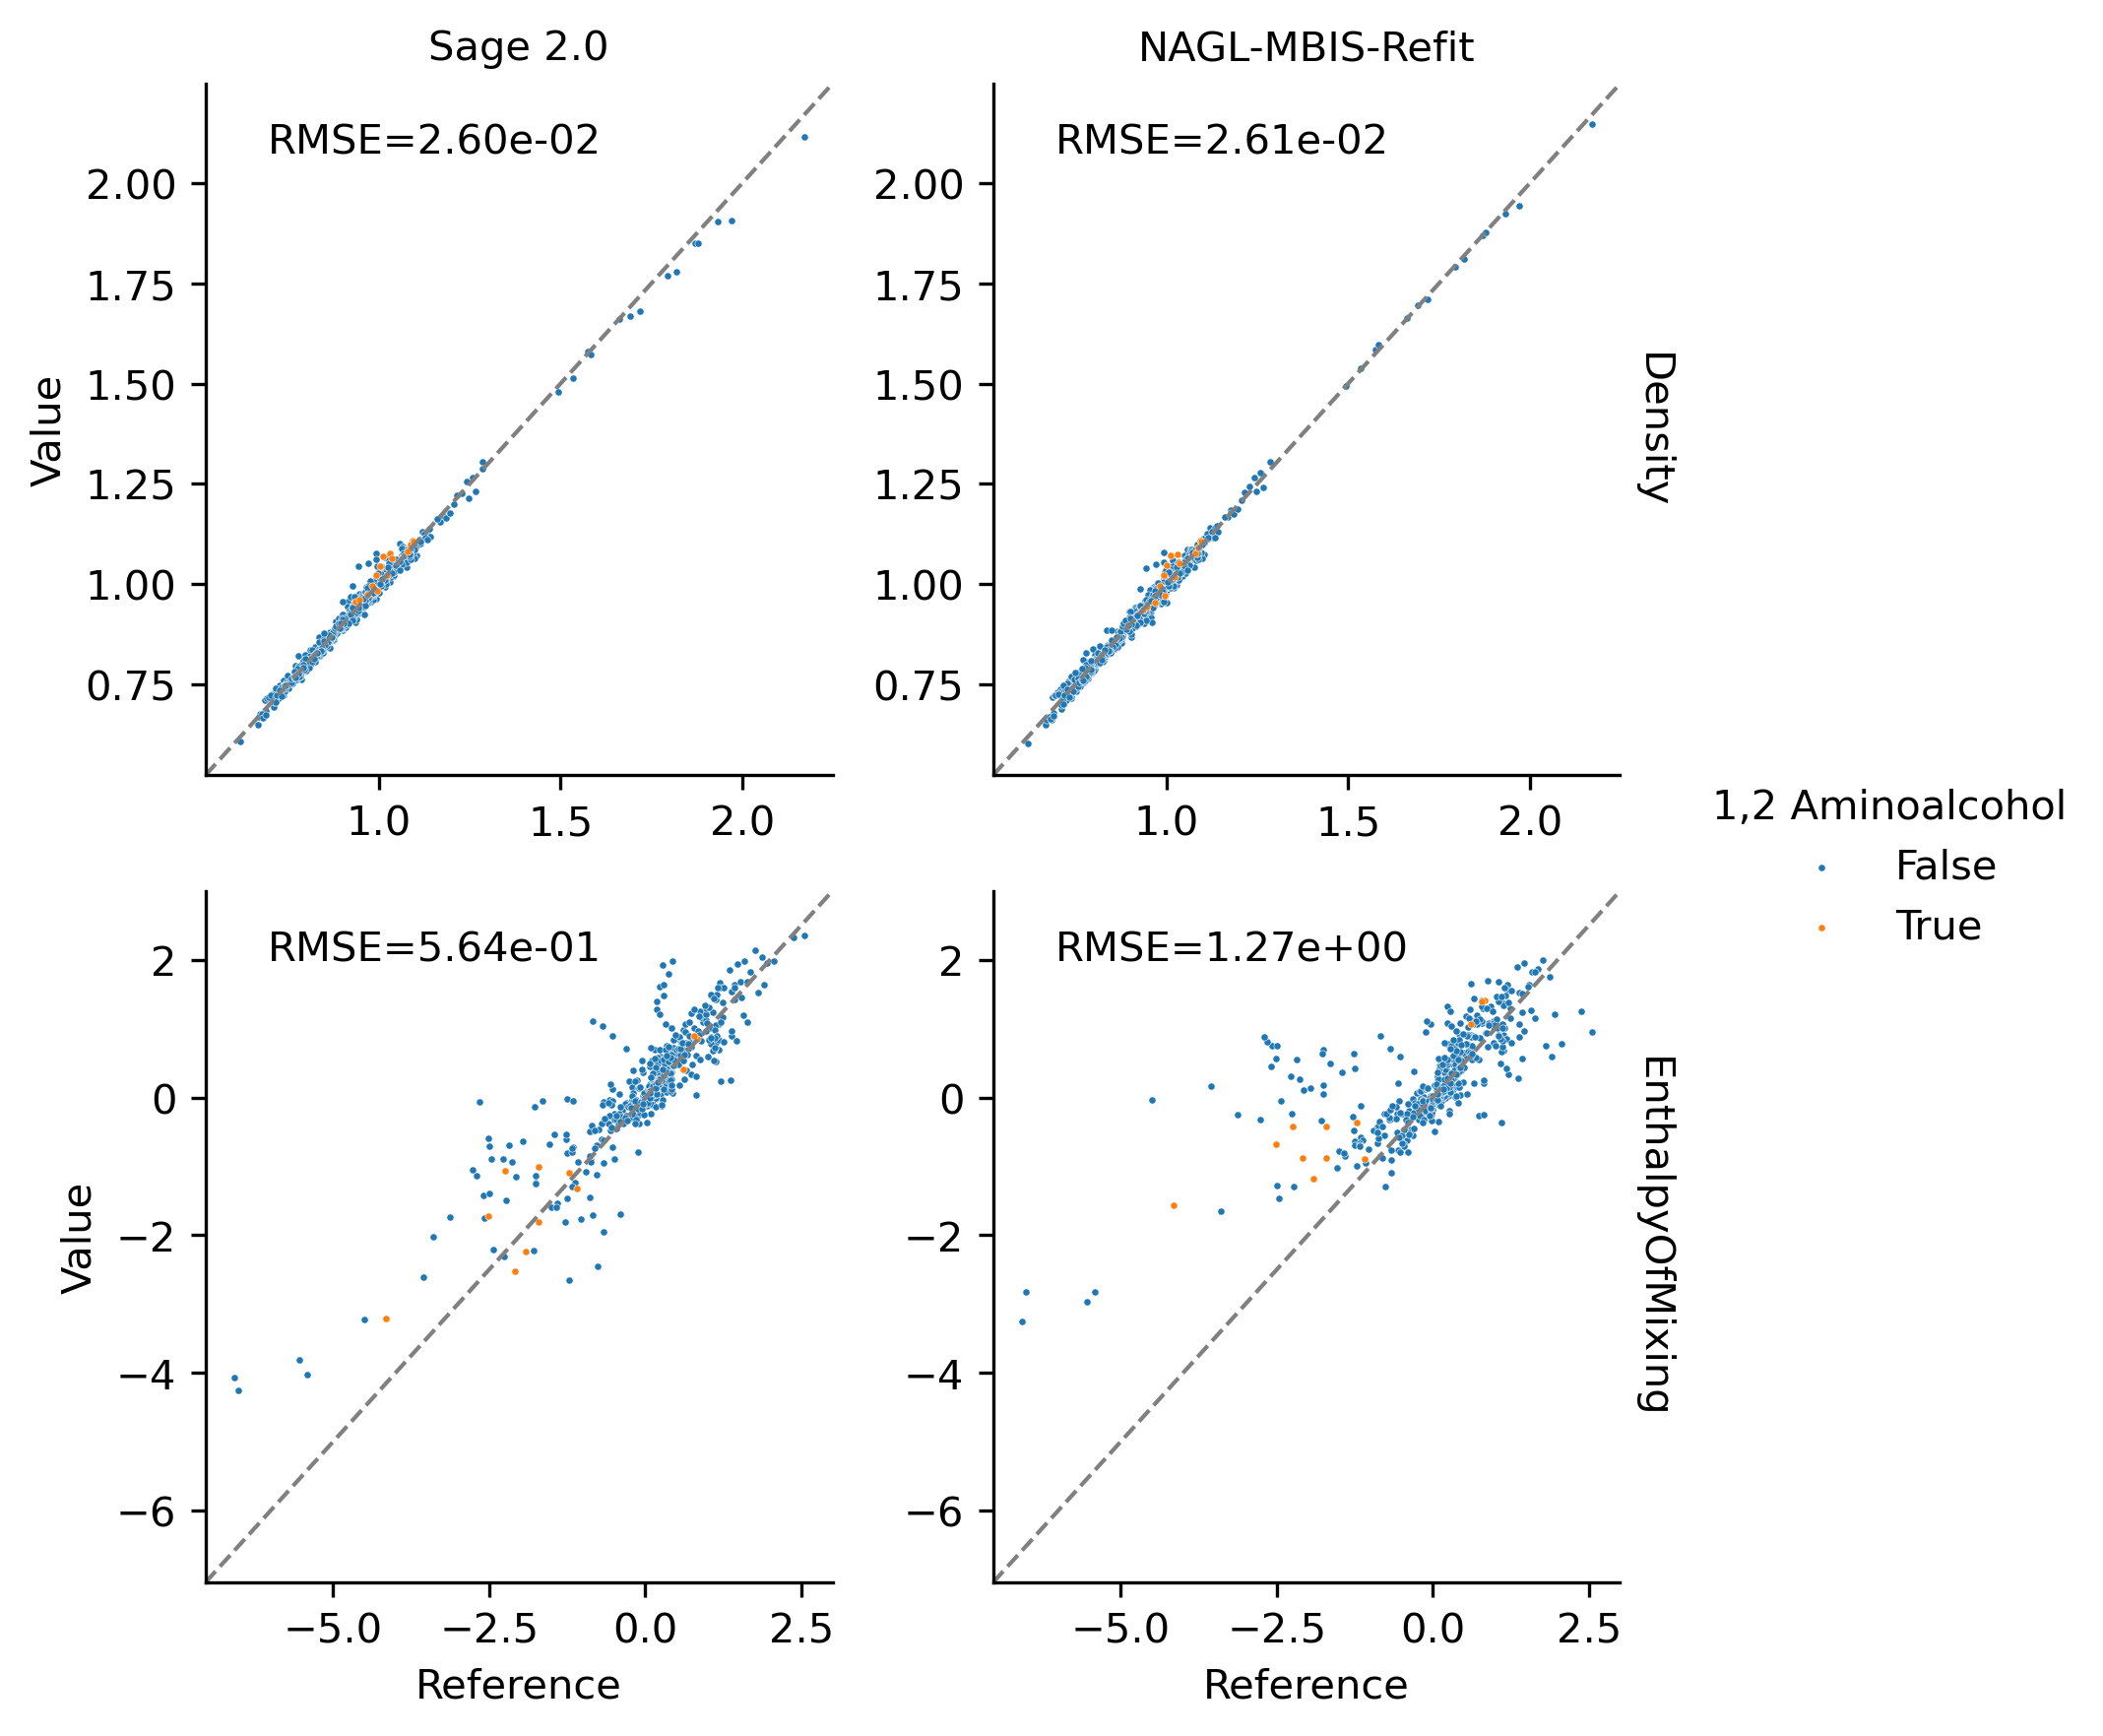 Sage 2.0
NAGL-MBIS-Refit
RMSE=2.60e-02
RMSE=2.61e-02
Value
2.00
1.75
1.50
1.25
1.00
0.75
2.00
1.75
1.50
1.25
1.00
0.75
Density
1.0 1.5 2.0
1.0 1.5 2.0
1,2 Aminoalcohol
False
True
RMSE=5.64e-01
RMSE=1.27e+00
Value
2
0
−2
−4
−6
2
0
−2
−4
−6
EnthalpyOfMixing
−5.0 −2.5 0.0 2.5
−5.0 −2.5 0.0 2.5
Reference
Reference